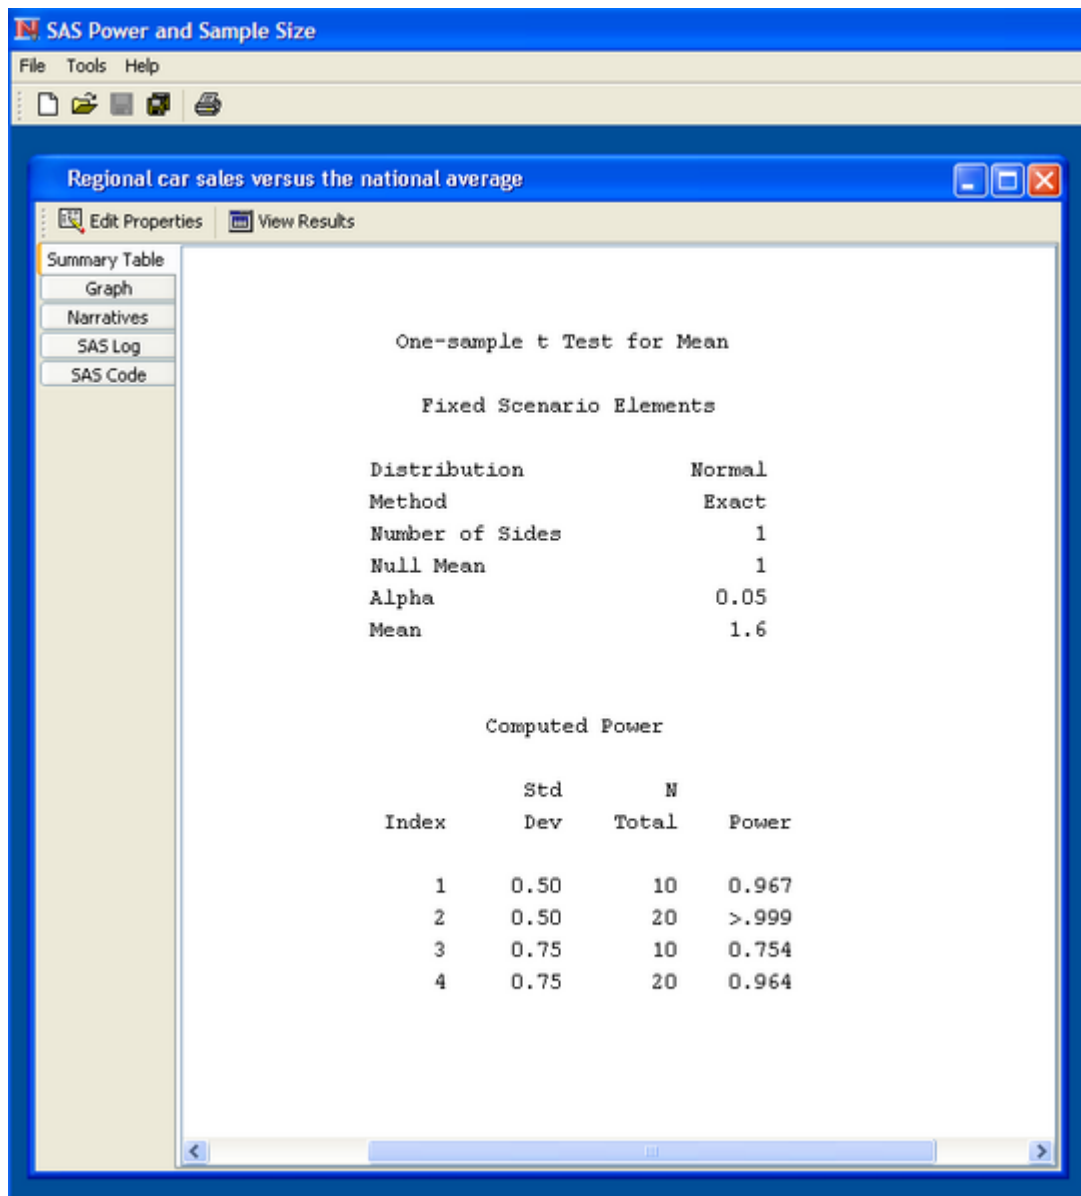 SAS Power and Sample Size
File Tools Help
Regional car sales versus the national average
Edit Properties View Results
Summary Table
Graph
Narratives
SAS Log
SAS Code
One-sample t Test for Mean
Fixed Scenario Elements
Distribution Normal
Method Exact
Number of Sides 1
Null Mean 1
Alpha 0.05
Mean 1.6
Computed Power
Std N
Index Dev Total Power
1 0.50 10 0.967
2 0.50 20 >.999
3 0.75 10 0.754
4 0.75 20 0.964